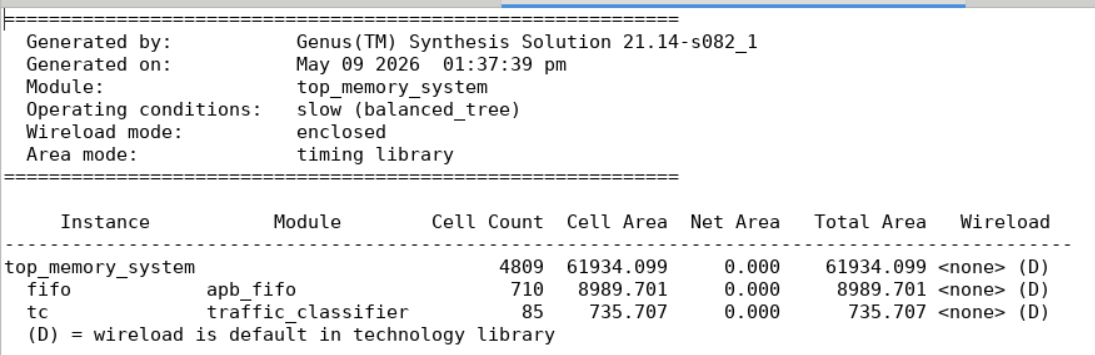 ============================================================
  Generated by:           Genus(TM) Synthesis Solution 21.14-s082_1
  Generated on:           May 09 2026  01:37:39 pm
  Module:                 top_memory_system
  Operating conditions:   slow (balanced_tree)
  Wireload mode:          enclosed
  Area mode:              timing library
============================================================

     Instance           Module        Cell Count  Cell Area  Net Area   Total Area   Wireload
-----------------------------------------------------------------------------------------------
top_memory_system                           4809  61934.099     0.000    61934.099 <none> (D)
  fifo            apb_fifo                   710   8989.701     0.000     8989.701 <none> (D)
  tc              traffic_classifier          85    735.707     0.000      735.707 <none> (D)
  (D) = wireload is default in technology library